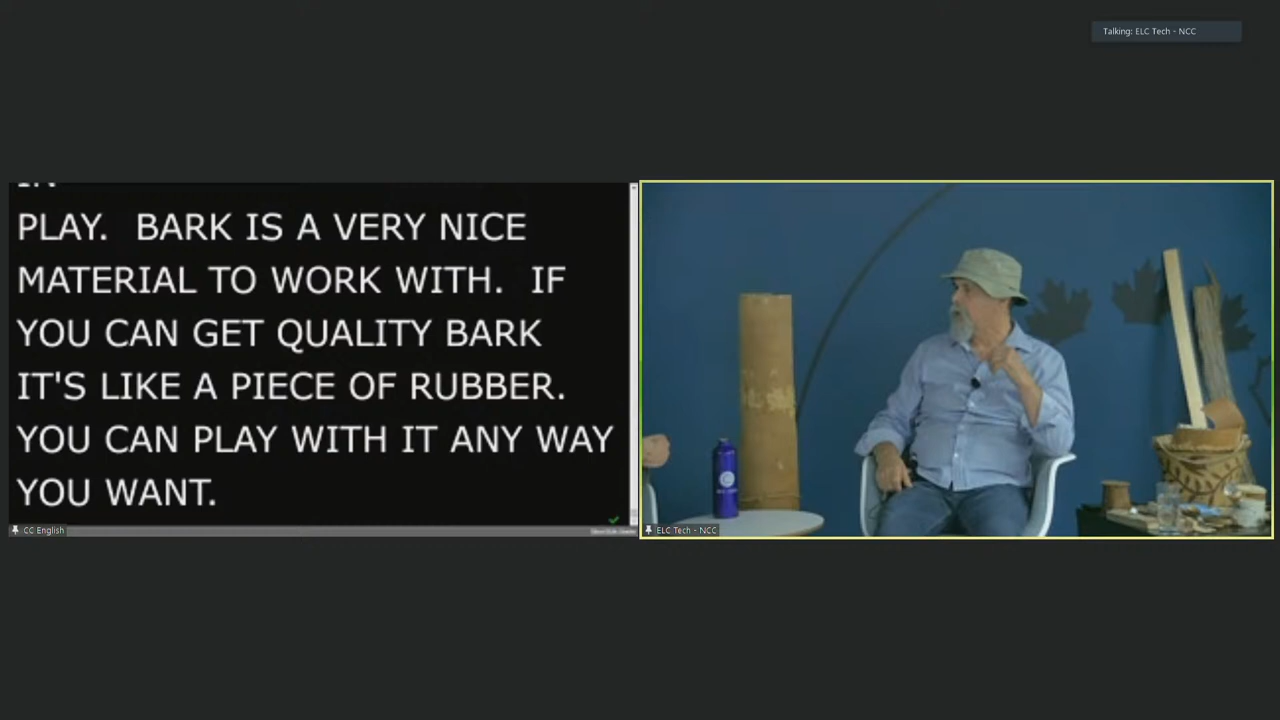 Talking: ELC Tech - NCC
IN
PLAY.  BARK IS A VERY NICE
MATERIAL TO WORK WITH.  IF
YOU CAN GET QUALITY BARK
IT'S LIKE A PIECE OF RUBBER.
YOU CAN PLAY WITH IT ANY WAY
YOU WANT.
CC English
ELC Tech - NCC